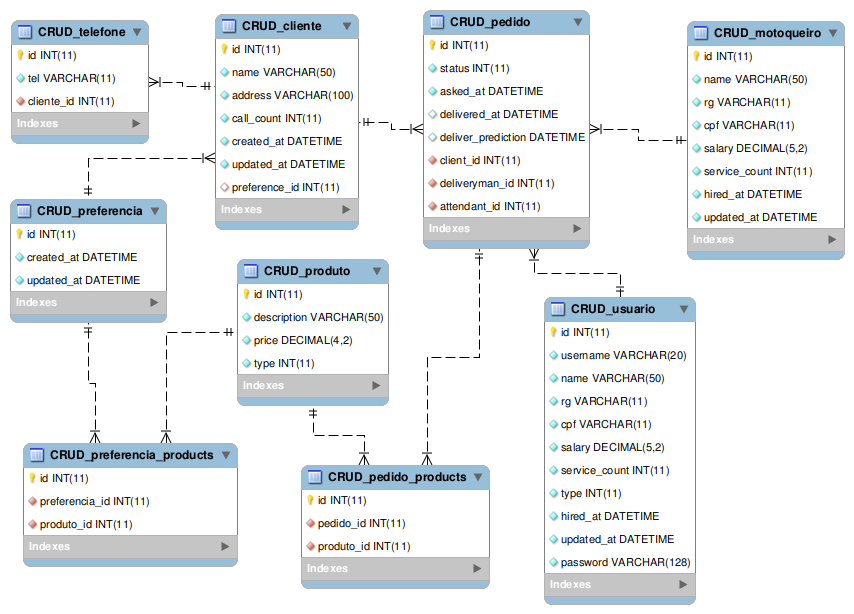 CRUD_telefone
id INT(11)
tel VARCHAR(11)
cliente_id INT(11)
Indexes
CRUD_cliente
id INT(11)
name VARCHAR(50)
address VARCHAR(100)
call_count INT(11)
created_at DATETIME
updated_at DATETIME
preference_id INT(11)
Indexes
CRUD_pedido
id INT(11)
status INT(11)
asked_at DATETIME
delivered_at DATETIME
deliver_prediction DATETIME
client_id INT(11)
deliveryman_id INT(11)
attendant_id INT(11)
Indexes
CRUD_motoqueiro
id INT(11)
name VARCHAR(50)
rg VARCHAR(11)
cpf VARCHAR(11)
salary DECIMAL(5,2)
service_count INT(11)
hired_at DATETIME
updated_at DATETIME
Indexes
CRUD_preferencia
id INT(11)
created_at DATETIME
updated_at DATETIME
Indexes
CRUD_produto
id INT(11)
description VARCHAR(50)
price DECIMAL(4,2)
type INT(11)
Indexes
CRUD_usuario
id INT(11)
username VARCHAR(20)
name VARCHAR(50)
rg VARCHAR(11)
cpf VARCHAR(11)
salary DECIMAL(5,2)
service_count INT(11)
type INT(11)
hired_at DATETIME
updated_at DATETIME
password VARCHAR(128)
Indexes
CRUD_preferencia_products
id INT(11)
preferencia_id INT(11)
produto_id INT(11)
Indexes
CRUD_pedido_products
id INT(11)
pedido_id INT(11)
produto_id INT(11)
Indexes